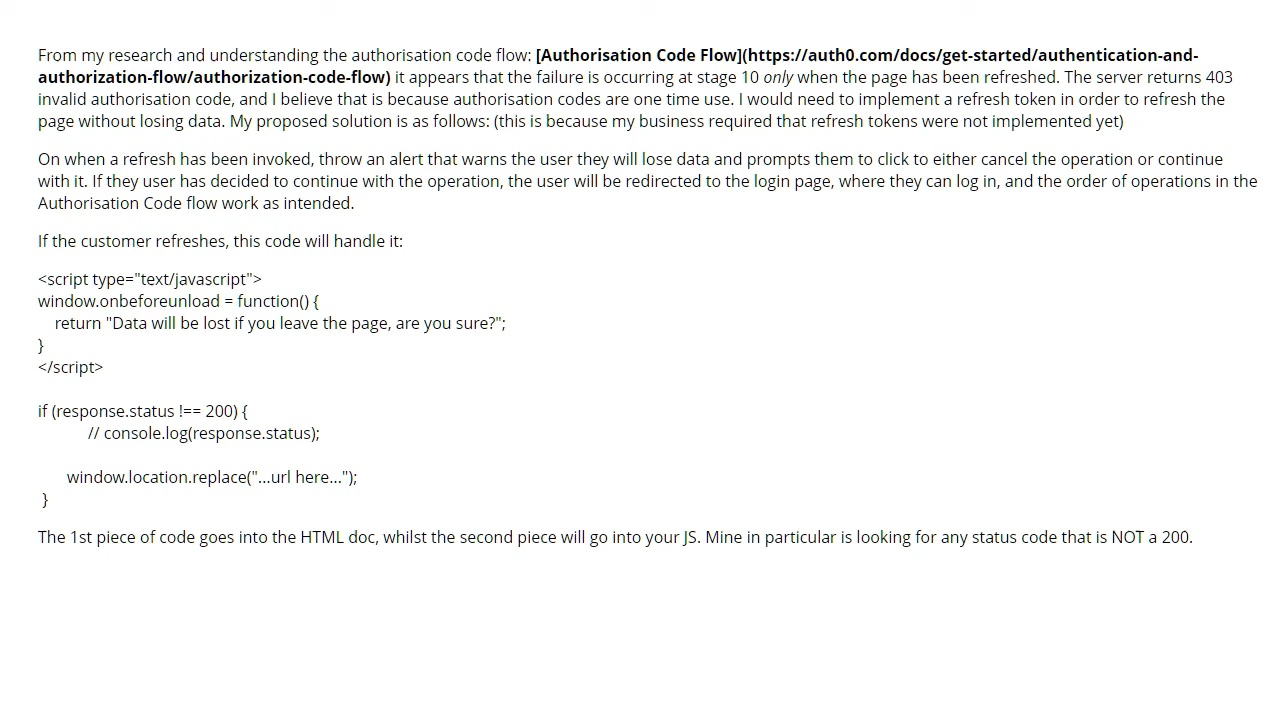 From my research and understanding the authorisation code flow: [Authorisation Code Flow](https://auth0.com/docs/get-started/authentication-and-
authorization-flow/authorization-code-flow) it appears that the failure is occurring at stage 10 only when the page has been refreshed. The server returns 403
invalid authorisation code, and I believe that is because authorisation codes are one time use. I would need to implement a refresh token in order to refresh the
page without losing data. My proposed solution is as follows: (this is because my business required that refresh tokens were not implemented yet)
On when a refresh has been invoked, throw an alert that warns the user they will lose data and prompts them to click to either cancel the operation or continue
with it. If they user has decided to continue with the operation, the user will be redirected to the login page, where they can log in, and the order of operations in the
Authorisation Code flow work as intended.
If the customer refreshes, this code will handle it:
<script type="text/javascript">
window.onbeforeunload = function() {
return "Data will be lost if you leave the page, are you sure?";
}
</script>
if (response.status !== 200) {
// console.log(response.status);
window.location.replace("...url here...");
}
The 1st piece of code goes into the HTML doc, whilst the second piece will go into your JS. Mine in particular is looking for any status code that is NOT a 200.